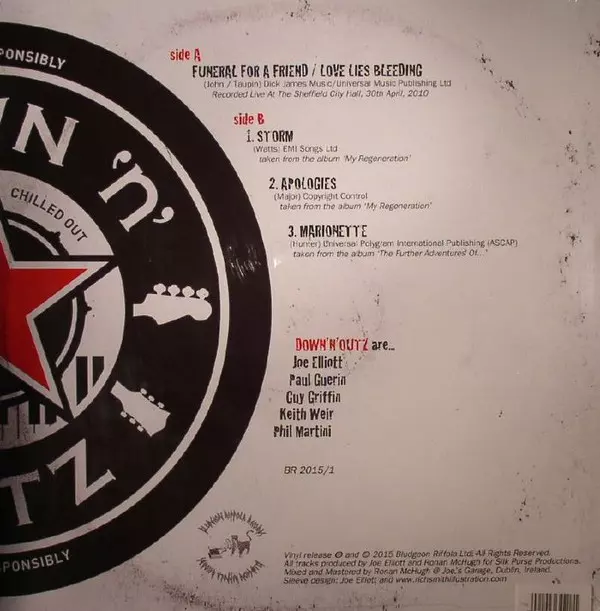 side A
FUNERAL FOR A FRIEND / LOVE LIES BLEEDING
(John / Taupin) Dick James Music/Universal Music Publishing Ltd
Recorded Live At The Sheffield City Hall, 30th April, 2010
side B
1. STORM
(Watts) EMI Songs Ltd
taken from the album 'My Regeneration'
2. APOLOGIES
(Major) Copyright Control
taken from the album 'My Regeneration'
3. MARIONETTE
(Hunter) Universal Polygram International Publishing (ASCAP)
taken from the album 'The Further Adventures Of...'
PONSIBLY
WN 'N'
CHILLED OUT
TZ
PONSIBLY
DOWN'N'OUTZ are...
Joe Elliott
Paul Guerin
Guy Griffin
Keith Weir
Phil Martini
BR 2015/1
Vinyl release ℗ and © 2015 Bludgeon Riffola Ltd. All Rights Reserved.
All tracks produced by Joe Elliott and Ronan McHugh for Silk Purse Productions.
Mixed and Mastered by Ronan McHugh @ Joe's Garage, Dublin, Ireland.
Sleeve design: Joe Elliott and www.richsmithillustration.com